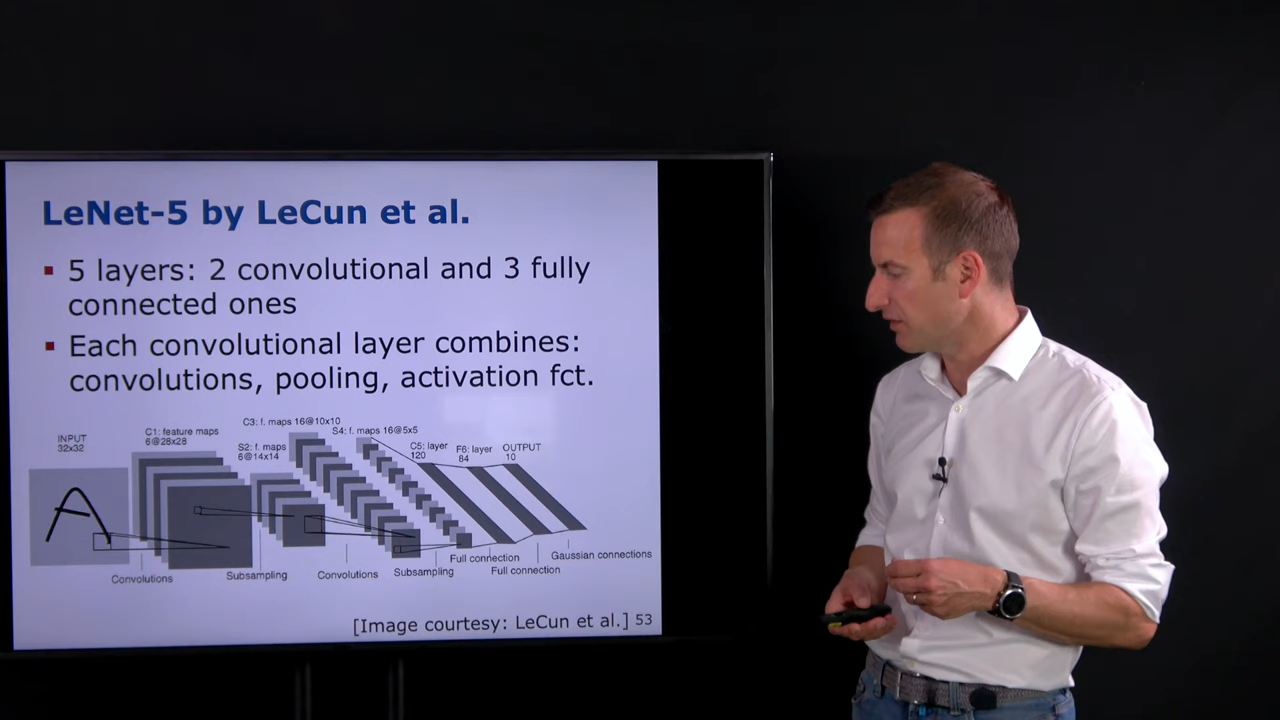 LeNet-5 by LeCun et al.
5 layers: 2 convolutional and 3 fully
connected ones
Each convolutional layer combines:
convolutions, pooling, activation fct.
INPUT
32x32
C1: feature maps
6@28x28
C3: f. maps 16@10x10
S2: f. maps
6@14x14
S4: f. maps 16@5x5
C5: layer
120
F6: layer
84
OUTPUT
10
Convolutions
Subsampling
Convolutions
Subsampling
Full connection
Full connection
Gaussian connections
[Image courtesy: LeCun et al.] 53